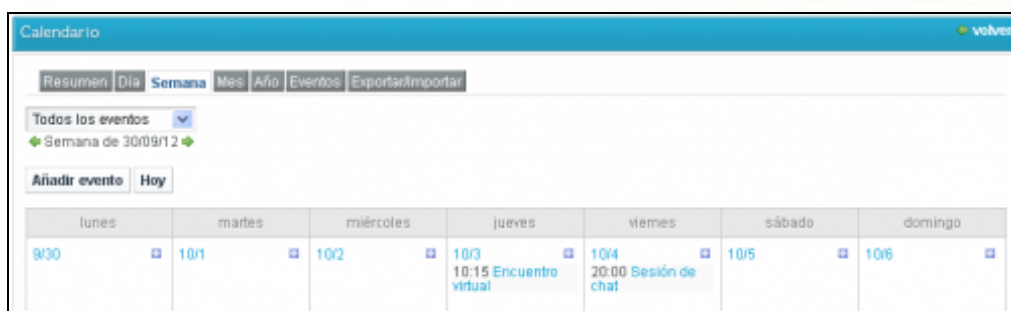 Calendario volver
Resumen Día Semana Mes Año Eventos Exportar/Importar
Todos los eventos
Semana de 30/09/12
Añadir evento Hoy
lunes martes miércoles jueves viernes sábado domingo
9/30 10/1 10/2 10/3 10/4 10/5 10/6
10:15 Encuentro 20:00 Sesión de
virtual chat